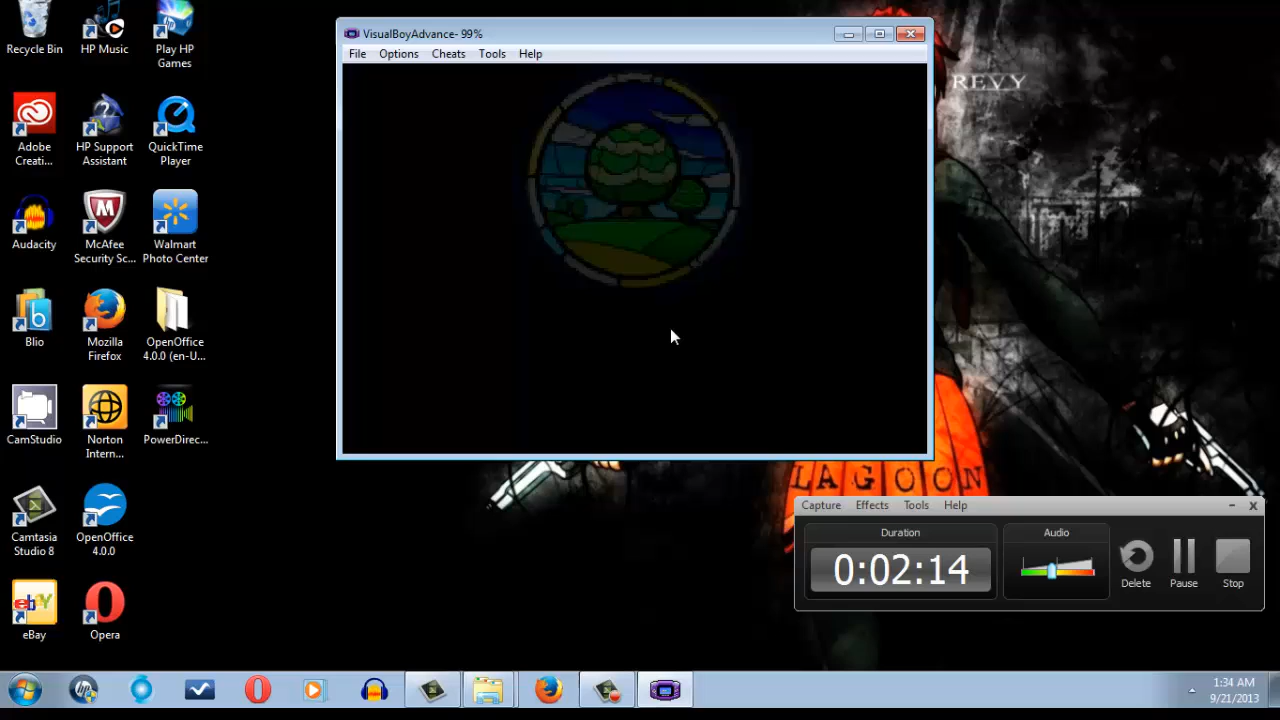 Recycle Bin
HP Music
Play HP
Games
Adobe
Creati...
HP Support
Assistant
QuickTime
Player
Audacity
McAfee
Security Sc...
Walmart
Photo Center
Blio
Mozilla
Firefox
OpenOffice
4.0.0 (en-U...
CamStudio
Norton
Intern...
PowerDirec...
Camtasia
Studio 8
OpenOffice
4.0.0
eBay
Opera
VisualBoyAdvance- 99%
File Options Cheats Tools Help
REVY
LAGOON
Capture Effects Tools Help
Duration
Audio
0:02:14
Delete
Pause
Stop
1:34 AM
9/21/2013